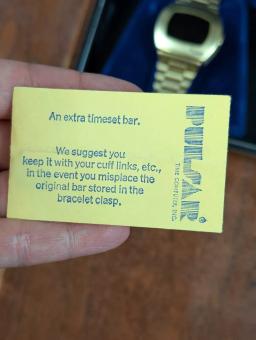 An extra timeset bar.
We suggest you
keep it with your cuff links, etc.,
in the event you misplace the
original bar stored in the
bracelet clasp.
PULSAR
TIME COMPUTER, INC.